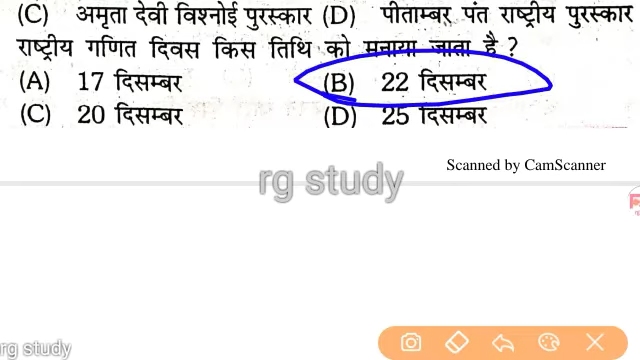 (C) अमृता देवी विश्नोई पुरस्कार (D) पीताम्बर पंत राष्ट्रीय पुरस्कार
राष्ट्रीय गणित दिवस किस तिथि को मनाया जाता है ?
(A) 17 दिसम्बर (B) 22 दिसम्बर
(C) 20 दिसम्बर (D) 25 दिसम्बर
Scanned by CamScanner
rg study
rg study